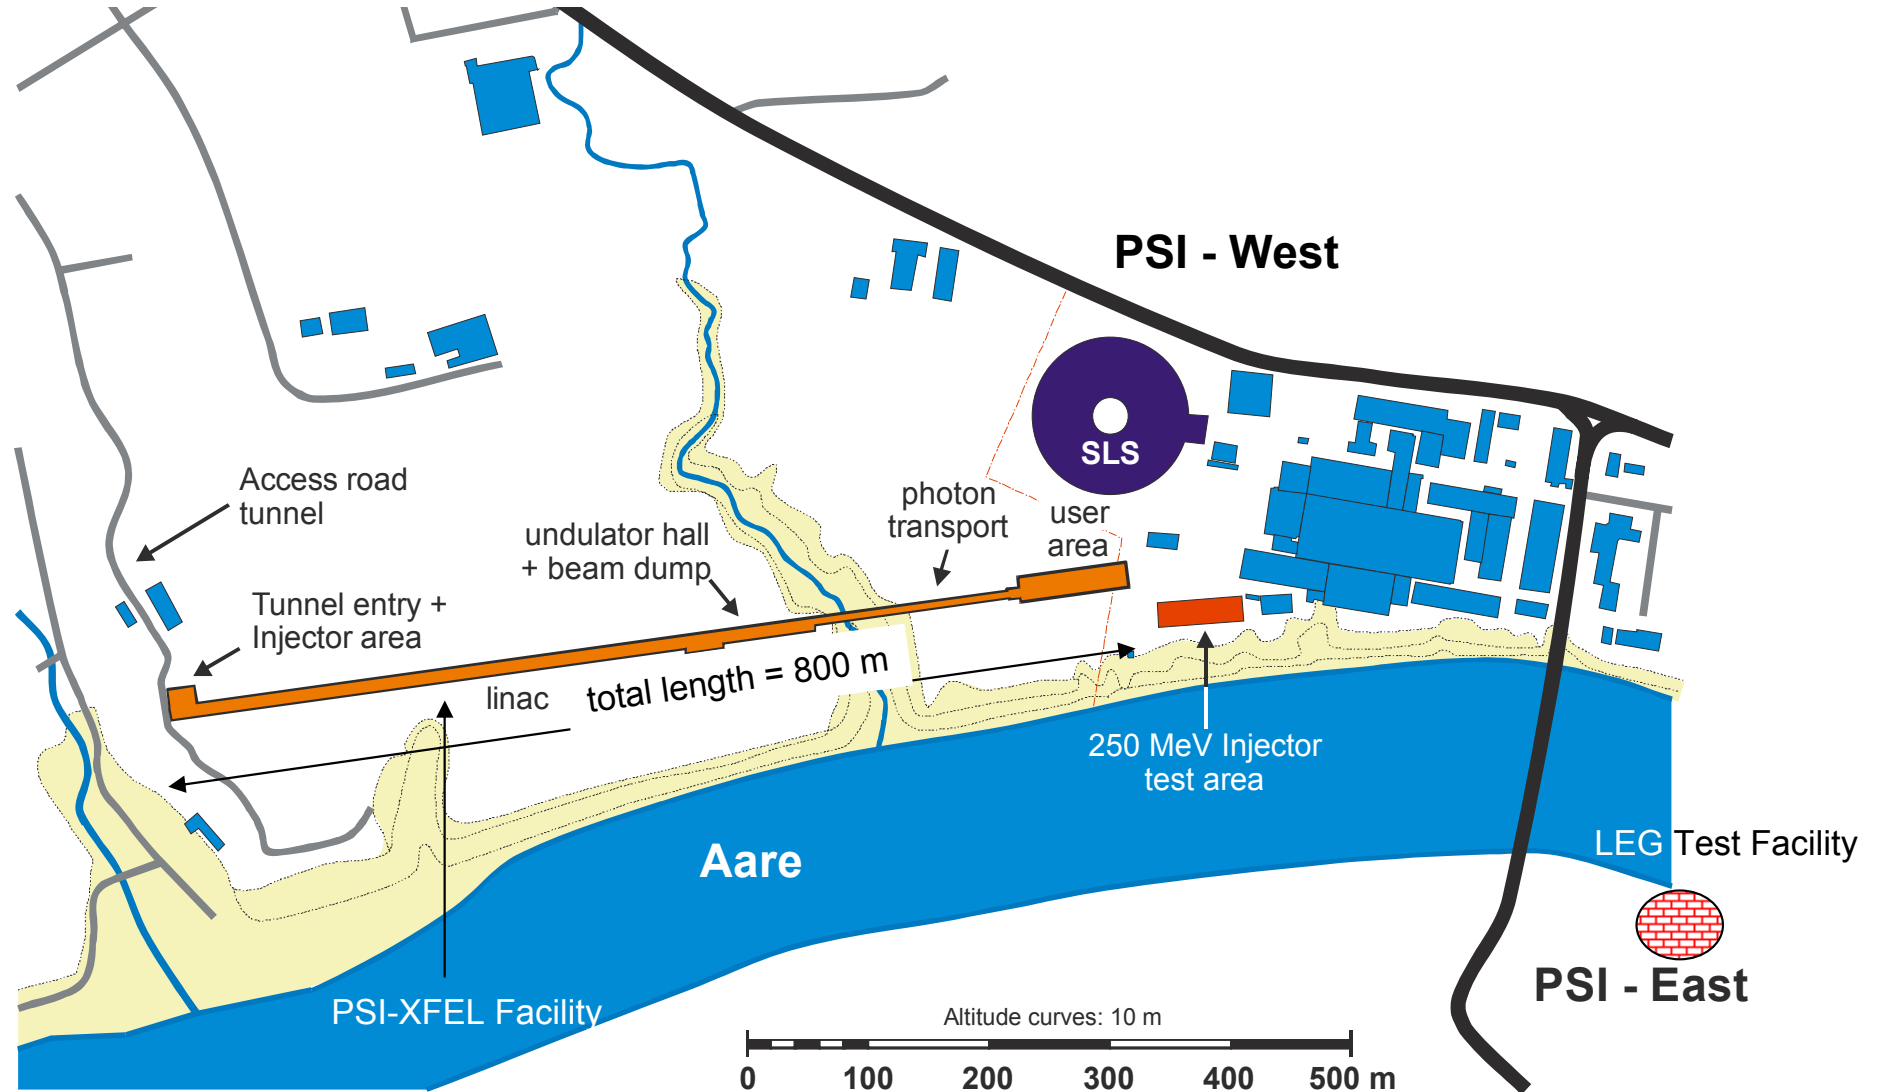 PSI - West
SLS
Access road
tunnel
photon
transport
user
area
undulator hall
+ beam dump
Tunnel entry +
Injector area
linac
total length = 800 m
250 MeV Injector
test area
LEG Test Facility
Aare
PSI - East
PSI-XFEL Facility
Altitude curves: 10 m
0 100 200 300 400 500 m